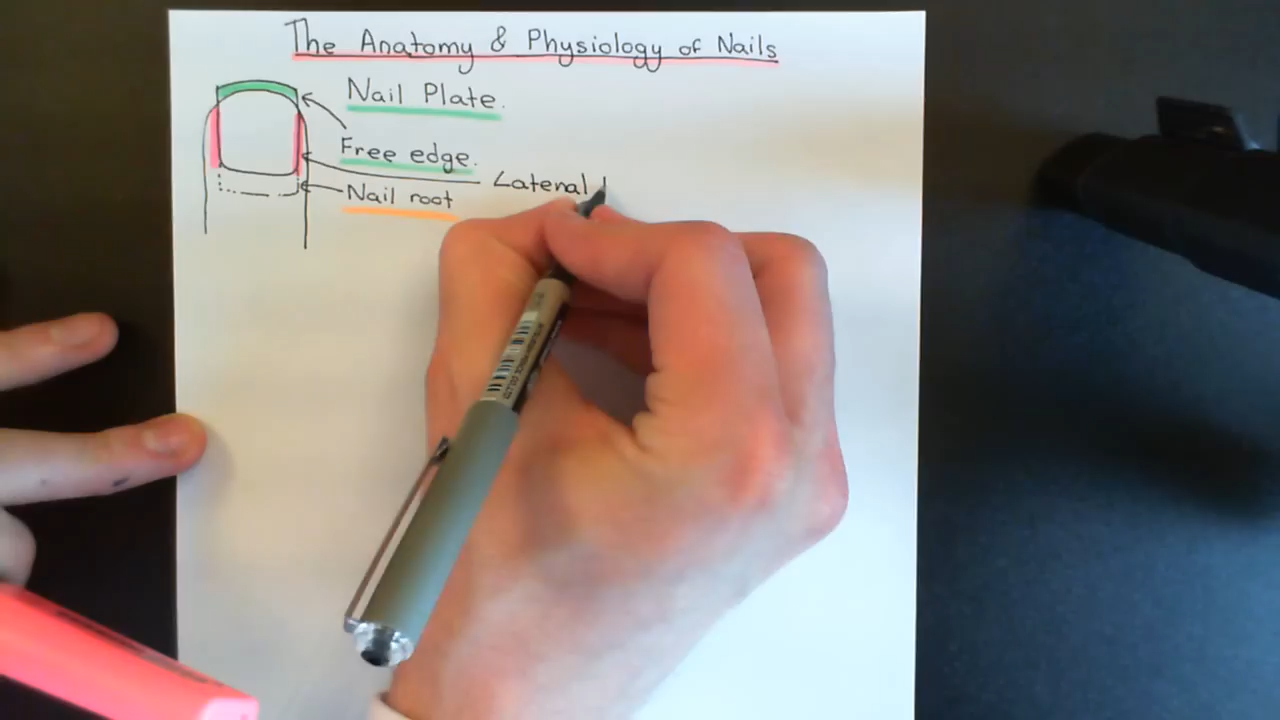 The Anatomy & Physiology of Nails
Nail Plate.
Free edge.
Lateral
Nail root